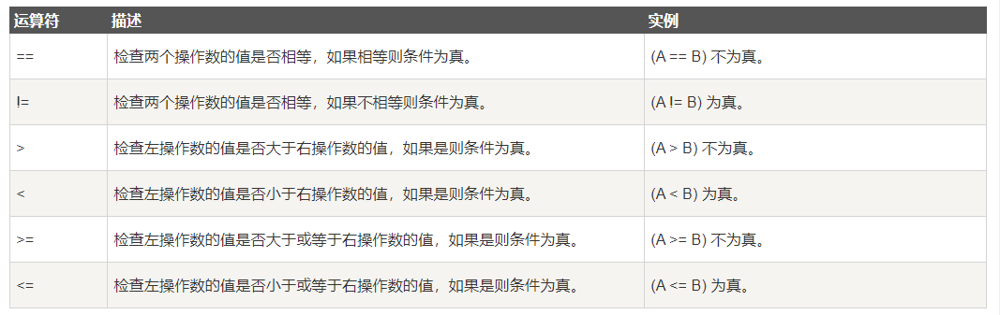 运算符 描述 实例
== 检查两个操作数的值是否相等，如果相等则条件为真。 (A == B) 不为真。
!= 检查两个操作数的值是否相等，如果不相等则条件为真。 (A != B) 为真。
> 检查左操作数的值是否大于右操作数的值，如果是则条件为真。 (A > B) 不为真。
< 检查左操作数的值是否小于右操作数的值，如果是则条件为真。 (A < B) 为真。
>= 检查左操作数的值是否大于或等于右操作数的值，如果是则条件为真。 (A >= B) 不为真。
<= 检查左操作数的值是否小于或等于右操作数的值，如果是则条件为真。 (A <= B) 为真。